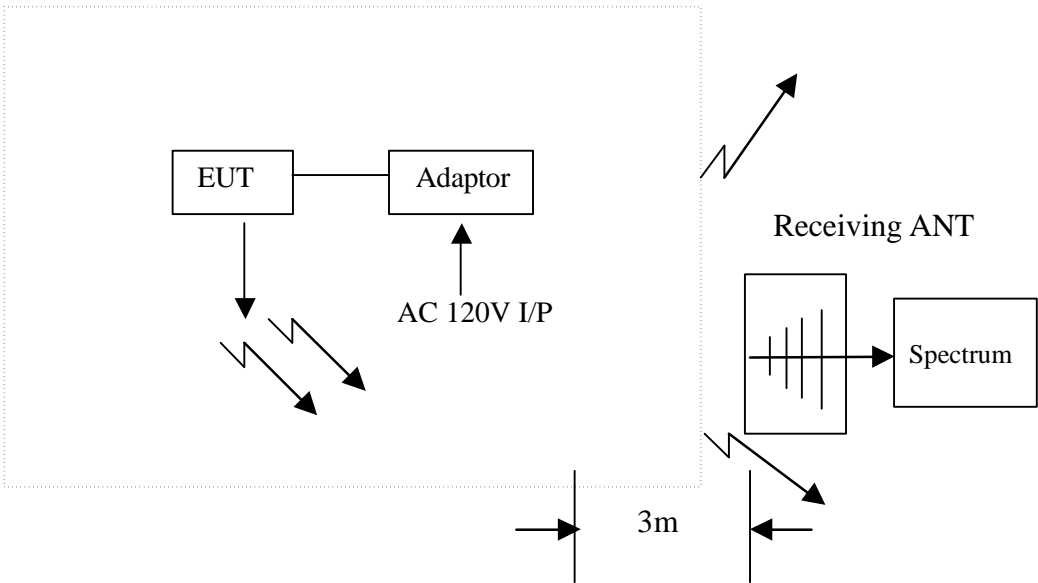 EUT
Adaptor
Receiving ANT
AC 120V I/P
Spectrum
3m